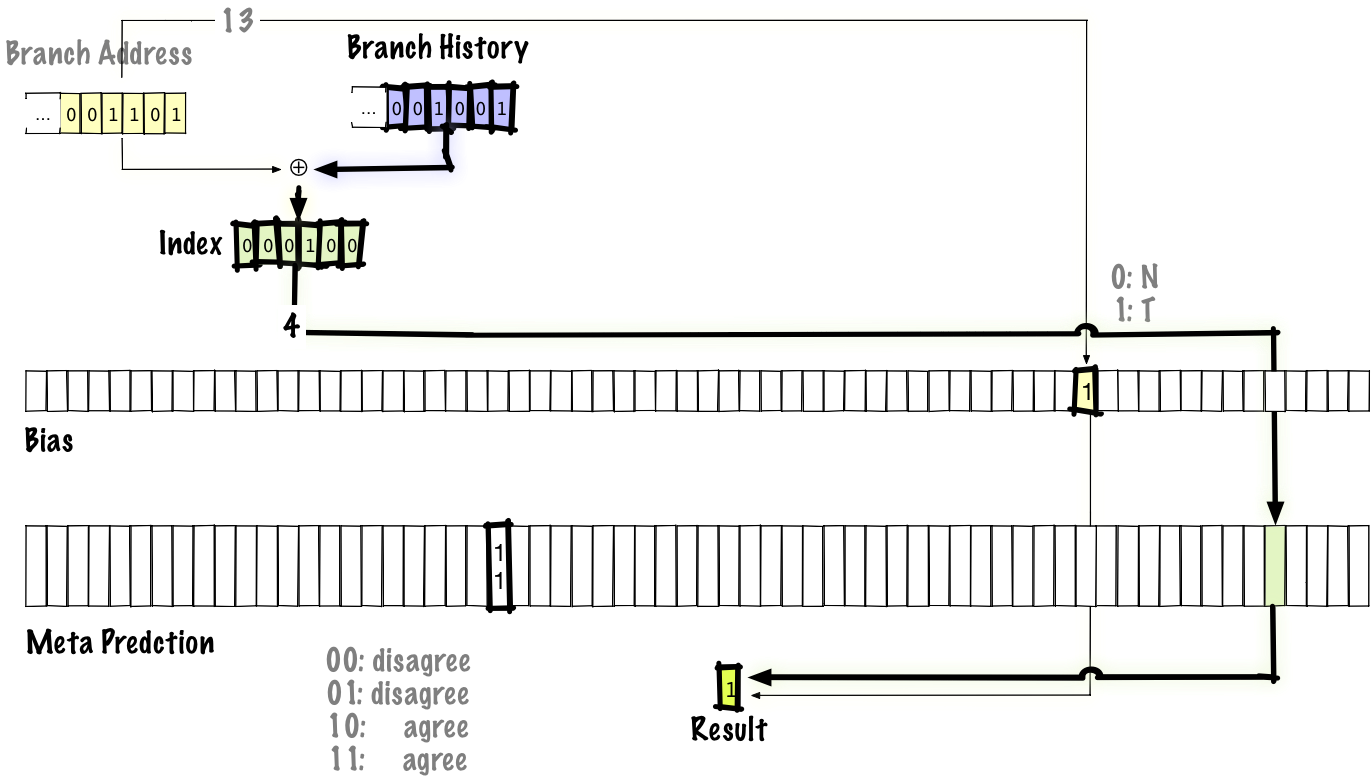 13
Branch Address
Branch History
... 0 0 1 1 0 1
... 0 0 1 0 0 1
⊕
Index 0 0 0 1 0 0
0: N
1: T
4
1
Bias
1
1
Meta Predction
00: disagree
01: disagree
10: agree
11: agree
1
Result